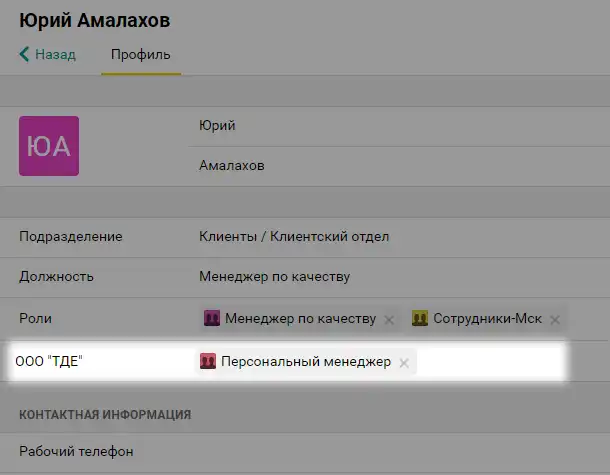 Юрий Амалахов
Назад Профиль
ЮА
Юрий
Амалахов
Подразделение Клиенты / Клиентский отдел
Должность Менеджер по качеству
Роли Менеджер по качеству × Сотрудники-Мск ×
ООО "ТДЕ" Персональный менеджер ×
КОНТАКТНАЯ ИНФОРМАЦИЯ
Рабочий телефон